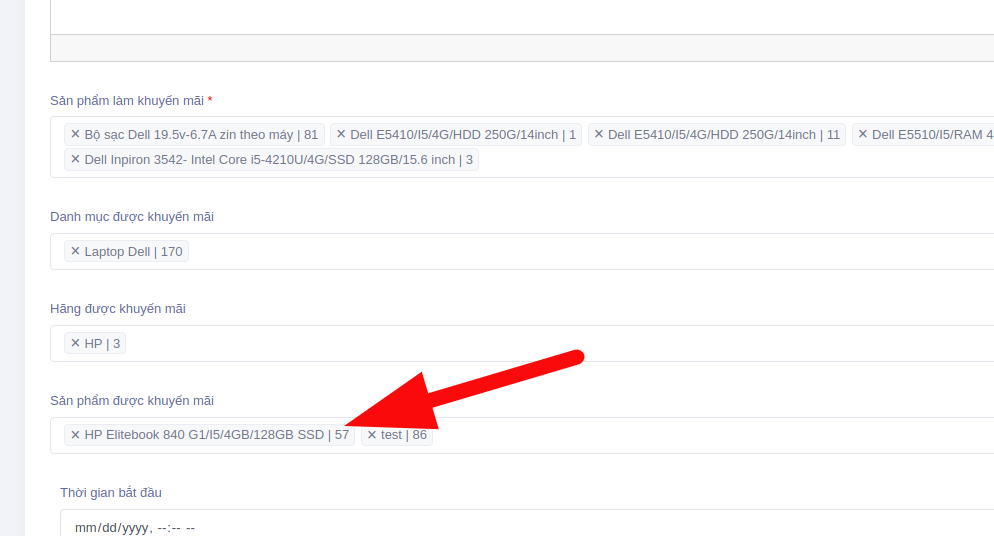 Sản phẩm làm khuyến mãi *
× Bộ sạc Dell 19.5v-6.7A zin theo máy | 81 × Dell E5410/I5/4G/HDD 250G/14inch | 1 × Dell E5410/I5/4G/HDD 250G/14inch | 11 × Dell E5510/I5/RAM 4
× Dell Inpiron 3542- Intel Core i5-4210U/4G/SSD 128GB/15.6 inch | 3
Danh mục được khuyến mãi
× Laptop Dell | 170
Hãng được khuyến mãi
× HP | 3
Sản phẩm được khuyến mãi
× HP Elitebook 840 G1/I5/4GB/128GB SSD | 57 × test | 86
Thời gian bắt đầu
mm/dd/yyyy, --:-- --